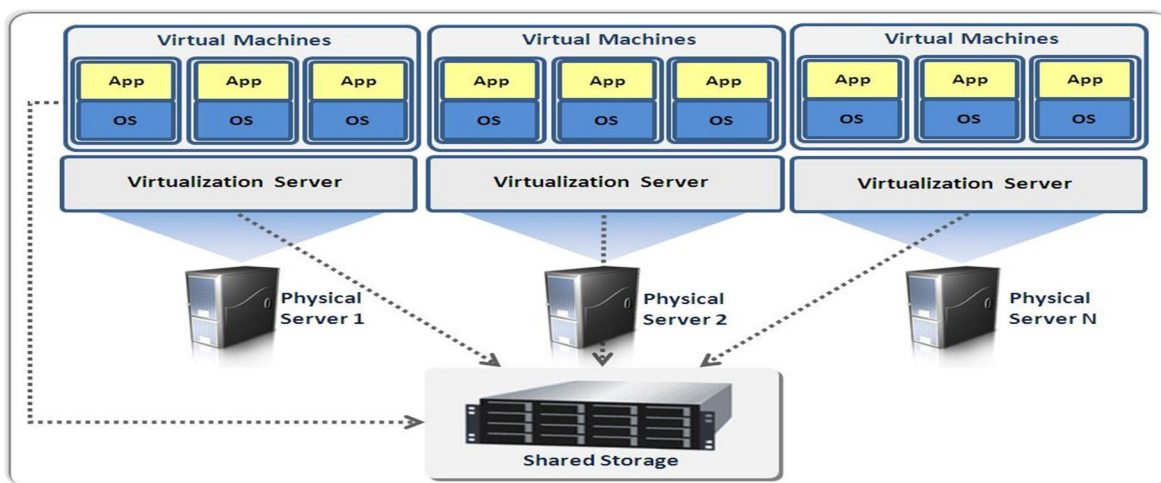 Virtual Machines
Virtual Machines
Virtual Machines
App App App
App App App
App App App
OS OS OS
OS OS OS
OS OS OS
Virtualization Server
Virtualization Server
Virtualization Server
Physical
Server 1
Physical
Server 2
Physical
Server N
Shared Storage